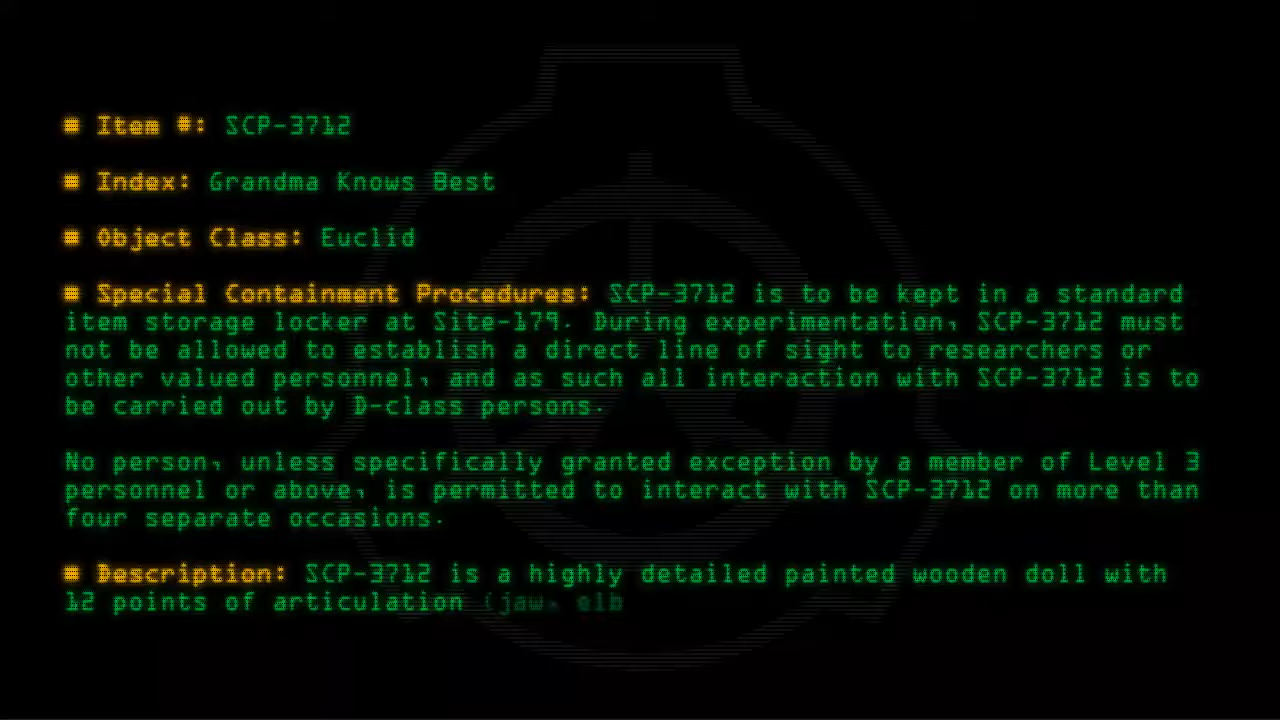 ■ Item #: SCP-3712
■ Index: Grandma Knows Best
■ Object Class: Euclid
■ Special Containment Procedures: SCP-3712 is to be kept in a standard
item storage locker at Site-179. During experimentation, SCP-3712 must
not be allowed to establish a direct line of sight to researchers or
other valued personnel, and as such all interaction with SCP-3712 is to
be carried out by D-class persons.
No person, unless specifically granted exception by a member of Level 3
personnel or above, is permitted to interact with SCP-3712 on more than
four separate occasions.
■ Description: SCP-3712 is a highly detailed painted wooden doll with
12 points of articulation (jaw,